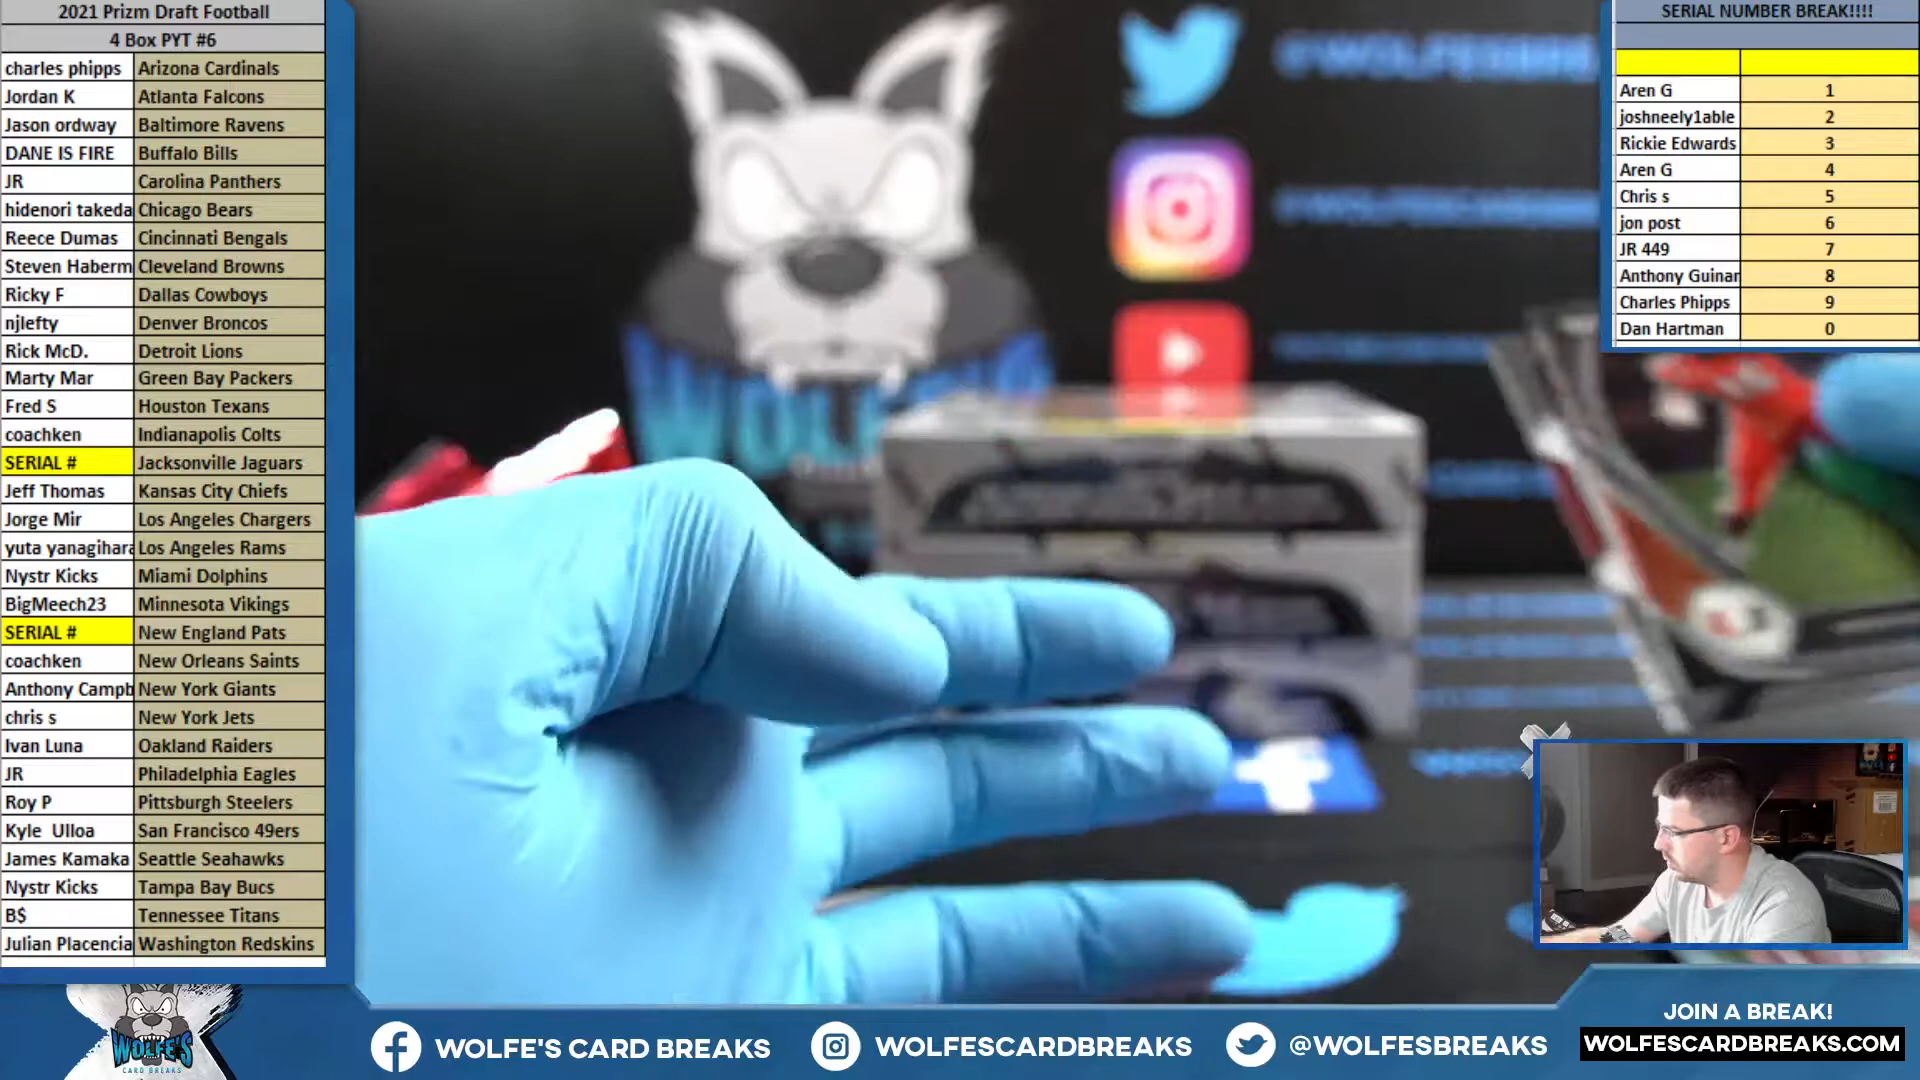 2021 Prizm Draft Football
4 Box PYT #6
charles phipps Arizona Cardinals
Jordan K Atlanta Falcons
Jason ordway Baltimore Ravens
DANE IS FIRE Buffalo Bills
JR Carolina Panthers
hidenori takeda Chicago Bears
Reece Dumas Cincinnati Bengals
Steven Haberm Cleveland Browns
Ricky F Dallas Cowboys
njlefty Denver Broncos
Rick McD. Detroit Lions
Marty Mar Green Bay Packers
Fred S Houston Texans
coachken Indianapolis Colts
SERIAL # Jacksonville Jaguars
Jeff Thomas Kansas City Chiefs
Jorge Mir Los Angeles Chargers
yuta yanagihara Los Angeles Rams
Nystr Kicks Miami Dolphins
BigMeech23 Minnesota Vikings
SERIAL # New England Pats
coachken New Orleans Saints
Anthony Campb New York Giants
chris s New York Jets
Ivan Luna Oakland Raiders
JR Philadelphia Eagles
Roy P Pittsburgh Steelers
Kyle Ulloa San Francisco 49ers
James Kamaka Seattle Seahawks
Nystr Kicks Tampa Bay Bucs
B$ Tennessee Titans
Julian Placencia Washington Redskins
SERIAL NUMBER BREAK!!!!
Aren G 1
joshneely1able 2
Rickie Edwards 3
Aren G 4
Chris s 5
jon post 6
JR 449 7
Anthony Guinan 8
Charles Phipps 9
Dan Hartman 0
WOLFE'S
CARD BREAKS
WOLFE'S CARD BREAKS
WOLFESCARDBREAKS
@WOLFESBREAKS
JOIN A BREAK!
WOLFESCARDBREAKS.COM